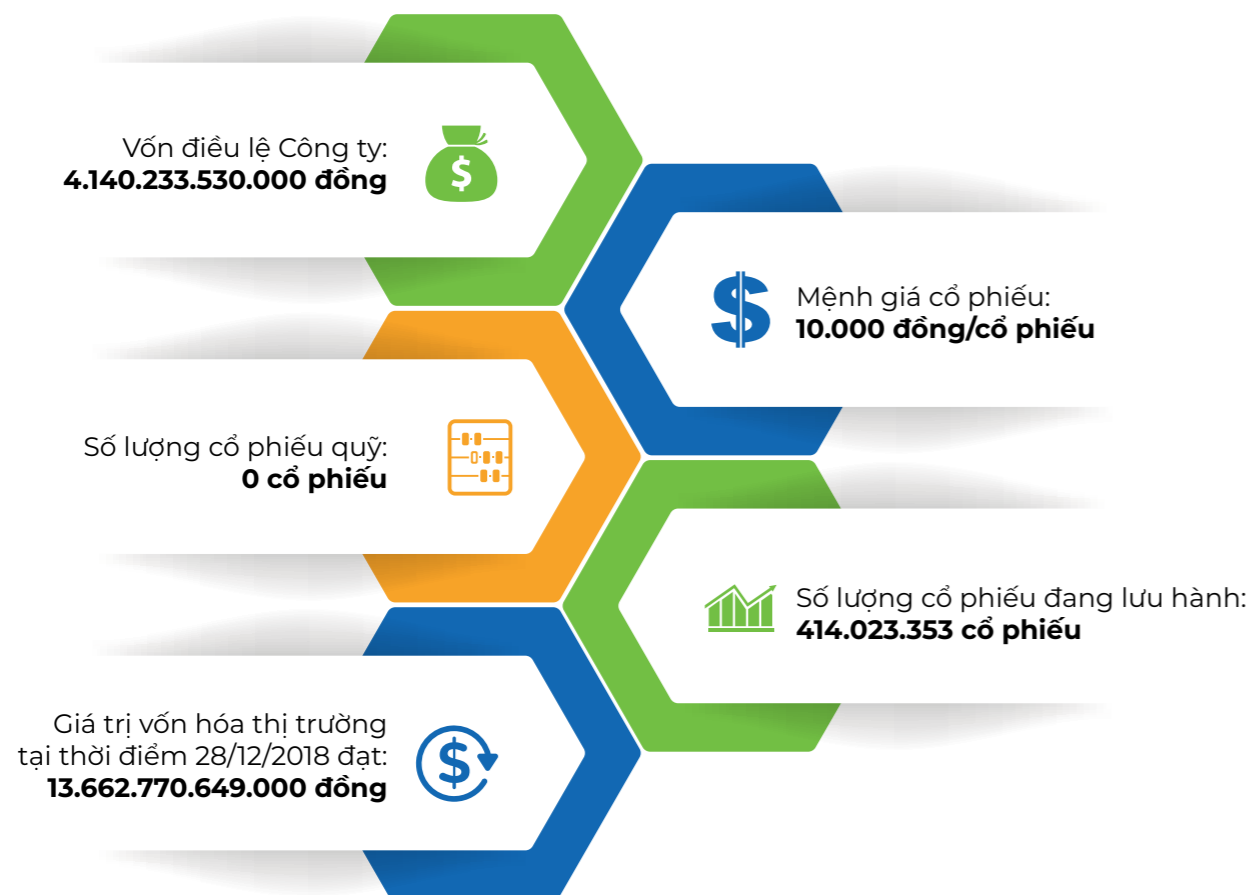 Vốn điều lệ Công ty:
4.140.233.530.000 đồng
Mệnh giá cổ phiếu:
10.000 đồng/cổ phiếu
Số lượng cổ phiếu quỹ:
0 cổ phiếu
Số lượng cổ phiếu đang lưu hành:
414.023.353 cổ phiếu
Giá trị vốn hóa thị trường
tại thời điểm 28/12/2018 đạt:
13.662.770.649.000 đồng